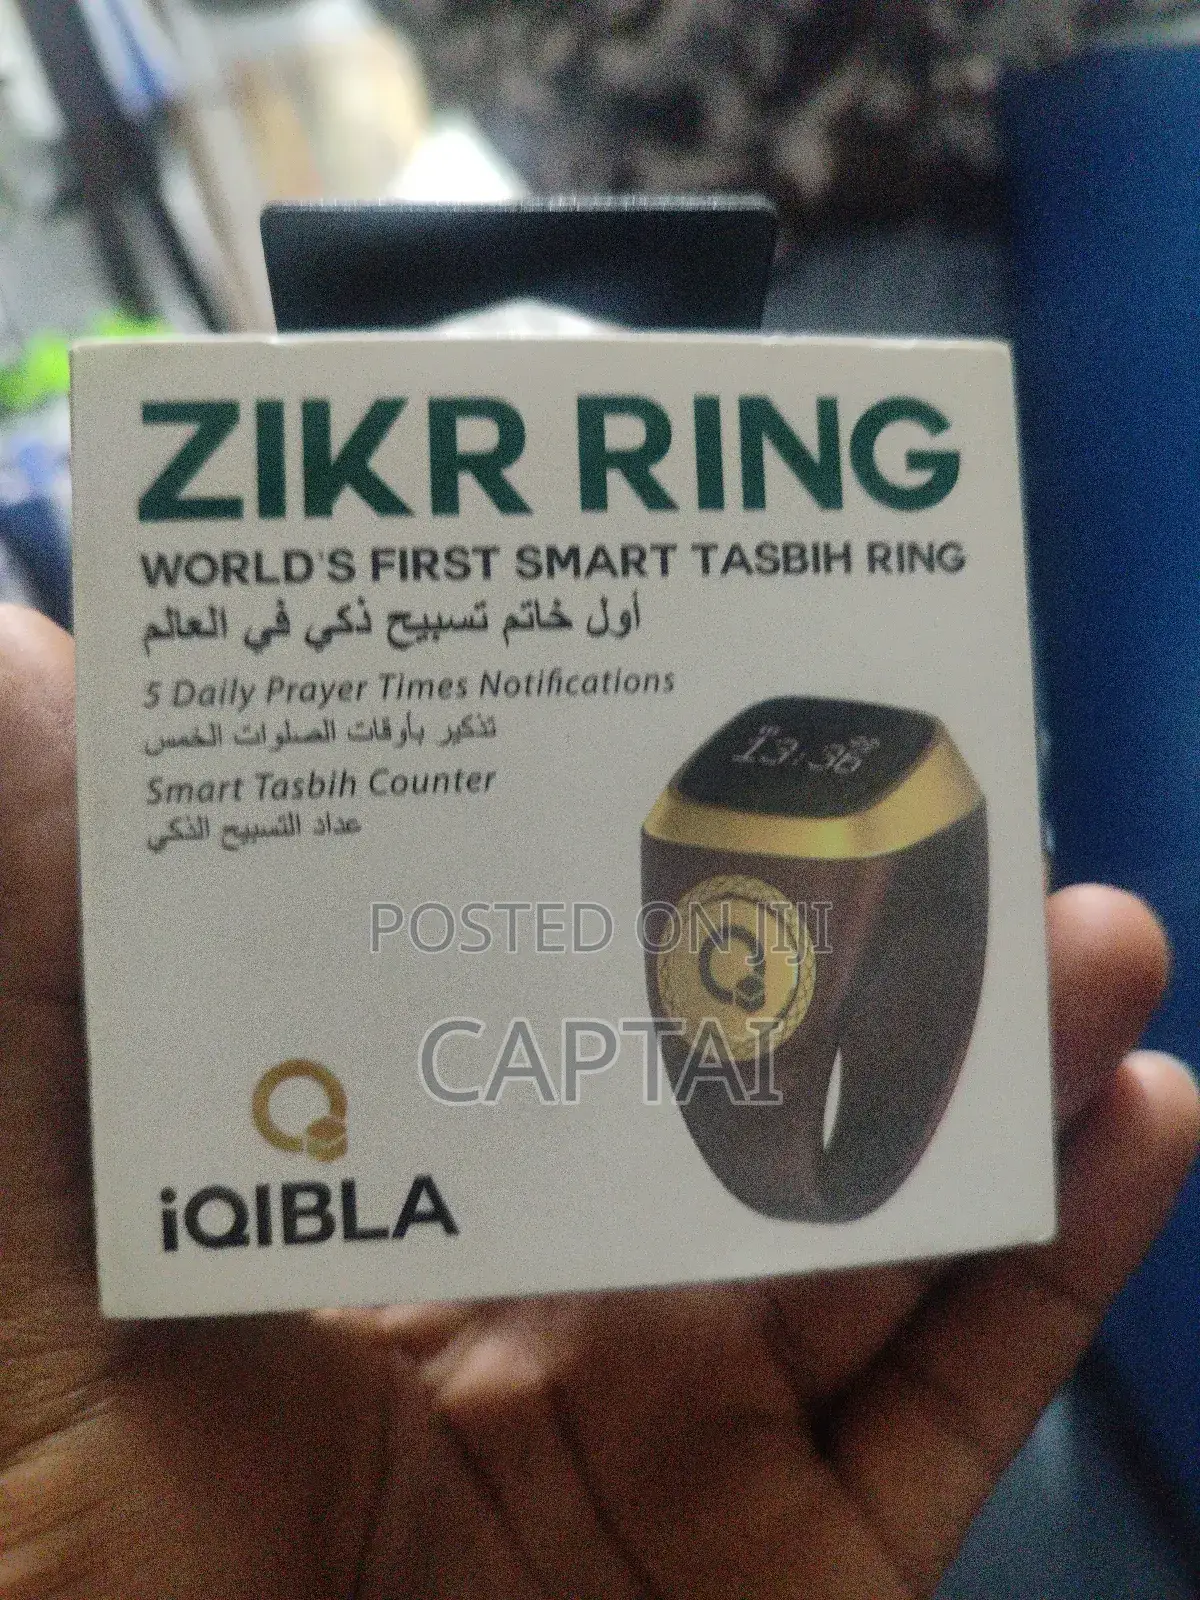 ZIKR RING
WORLD'S FIRST SMART TASBIH RING
أول خاتم تسبيح ذكي في العالم
5 Daily Prayer Times Notifications
تذكير بأوقات الصلوات الخمس
Smart Tasbih Counter
عداد التسبيح الذكي
13:36
POSTED ON JIJI
CAPTAI
iQIBLA